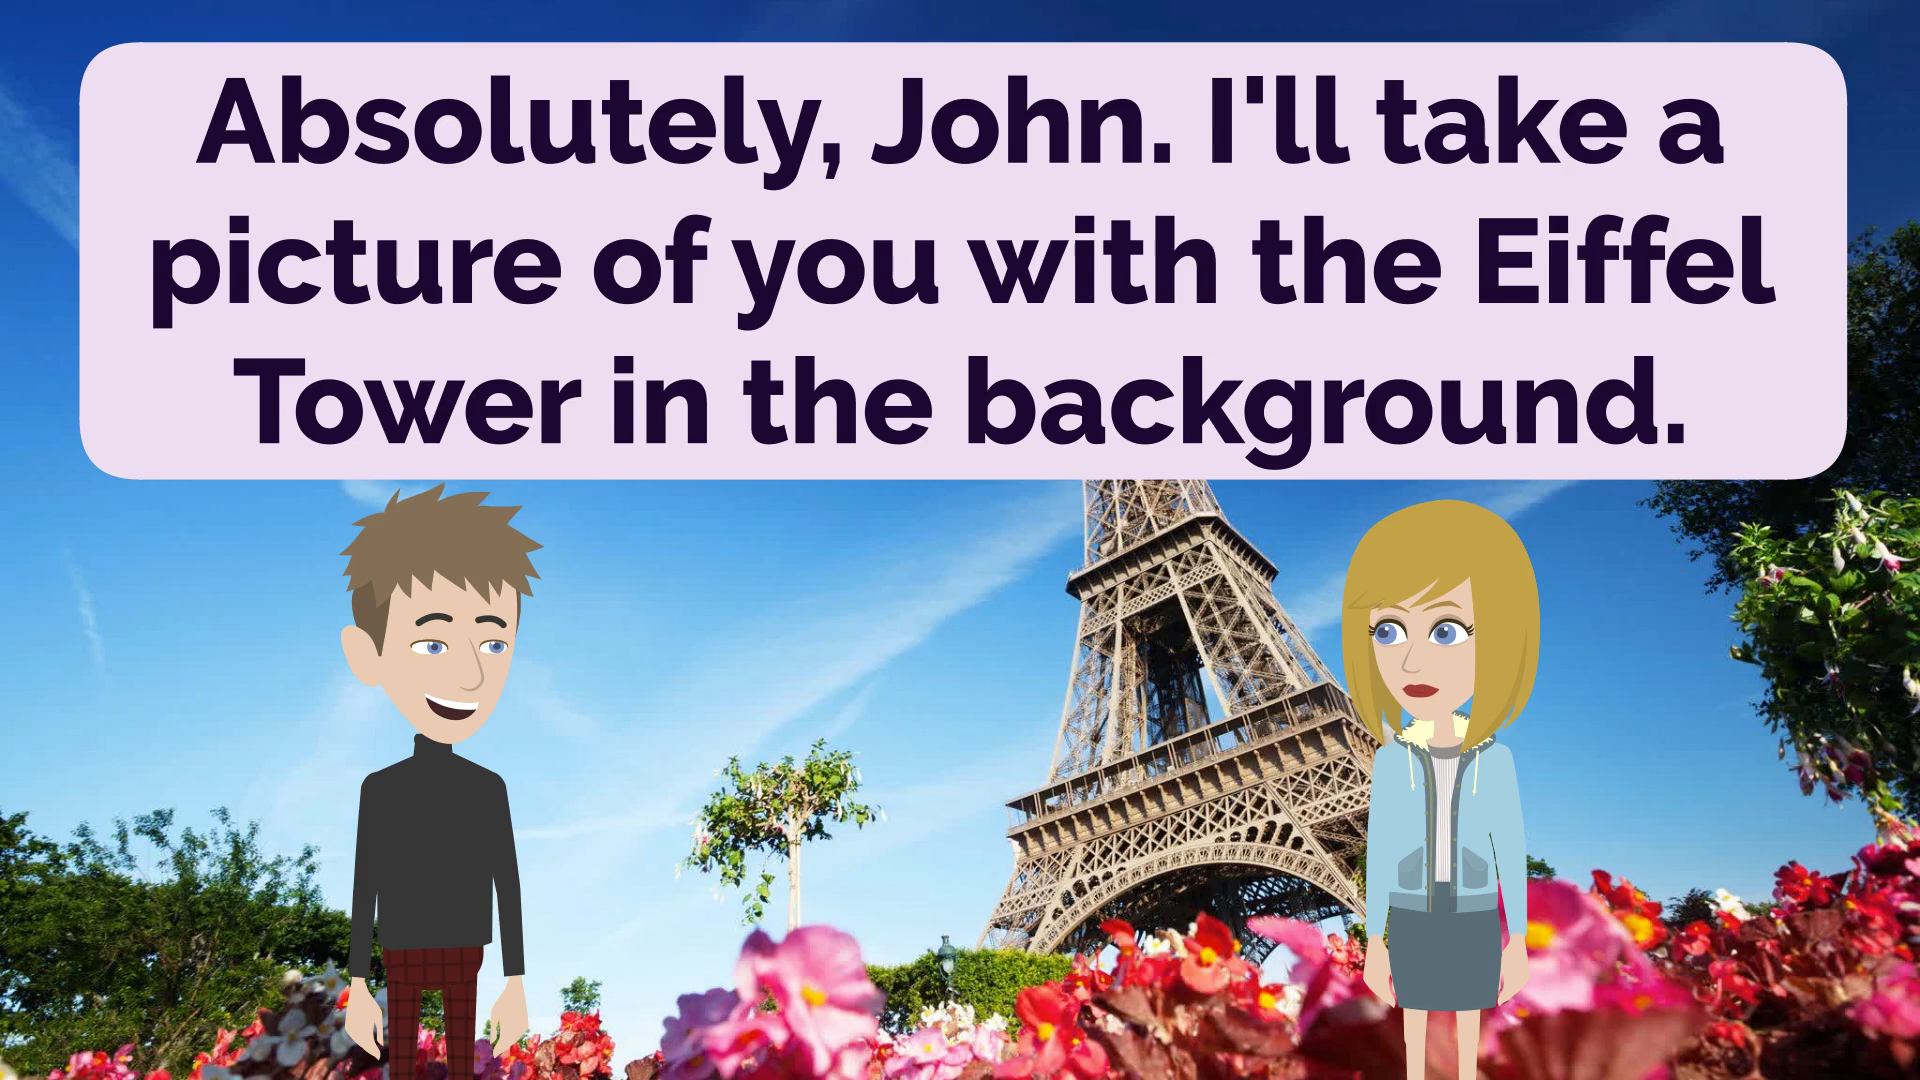 Absolutely, John. I'll take a
picture of you with the Eiffel
Tower in the background.